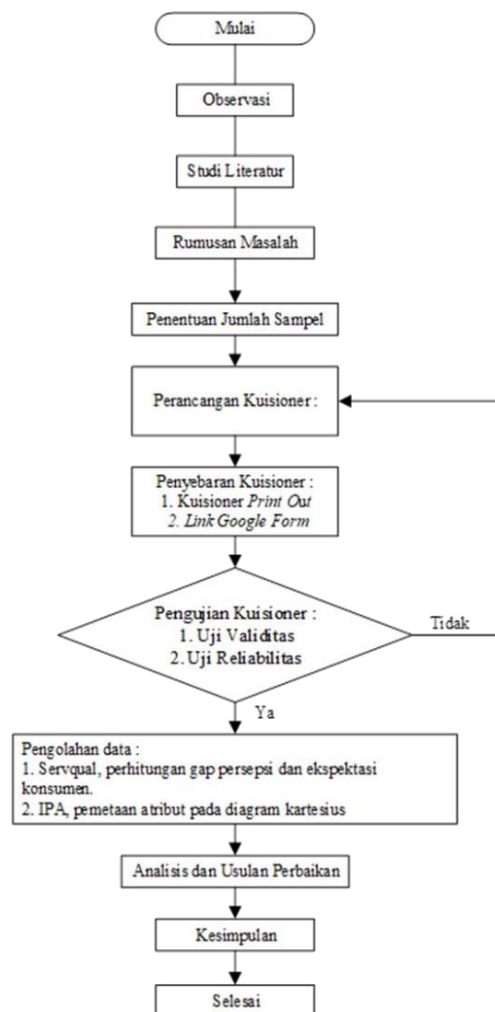 Mulai
Observasi
Studi Literatur
Rumusan Masalah
Penentuan Jumlah Sampel
Perancangan Kuisioner :
Penyebaran Kuisioner :
1. Kuisioner Print Out
2. Link Google Form
Pengujian Kuisioner :
1. Uji Validitas
2. Uji Reliabilitas
Tidak
Ya
Pengolahan data :
1. Servqual, perhitungan gap persepsi dan ekspektasi
konsumen.
2. IPA, pemetaan atribut pada diagram kartesius
Analisis dan Usulan Perbaikan
Kesimpulan
Selesai